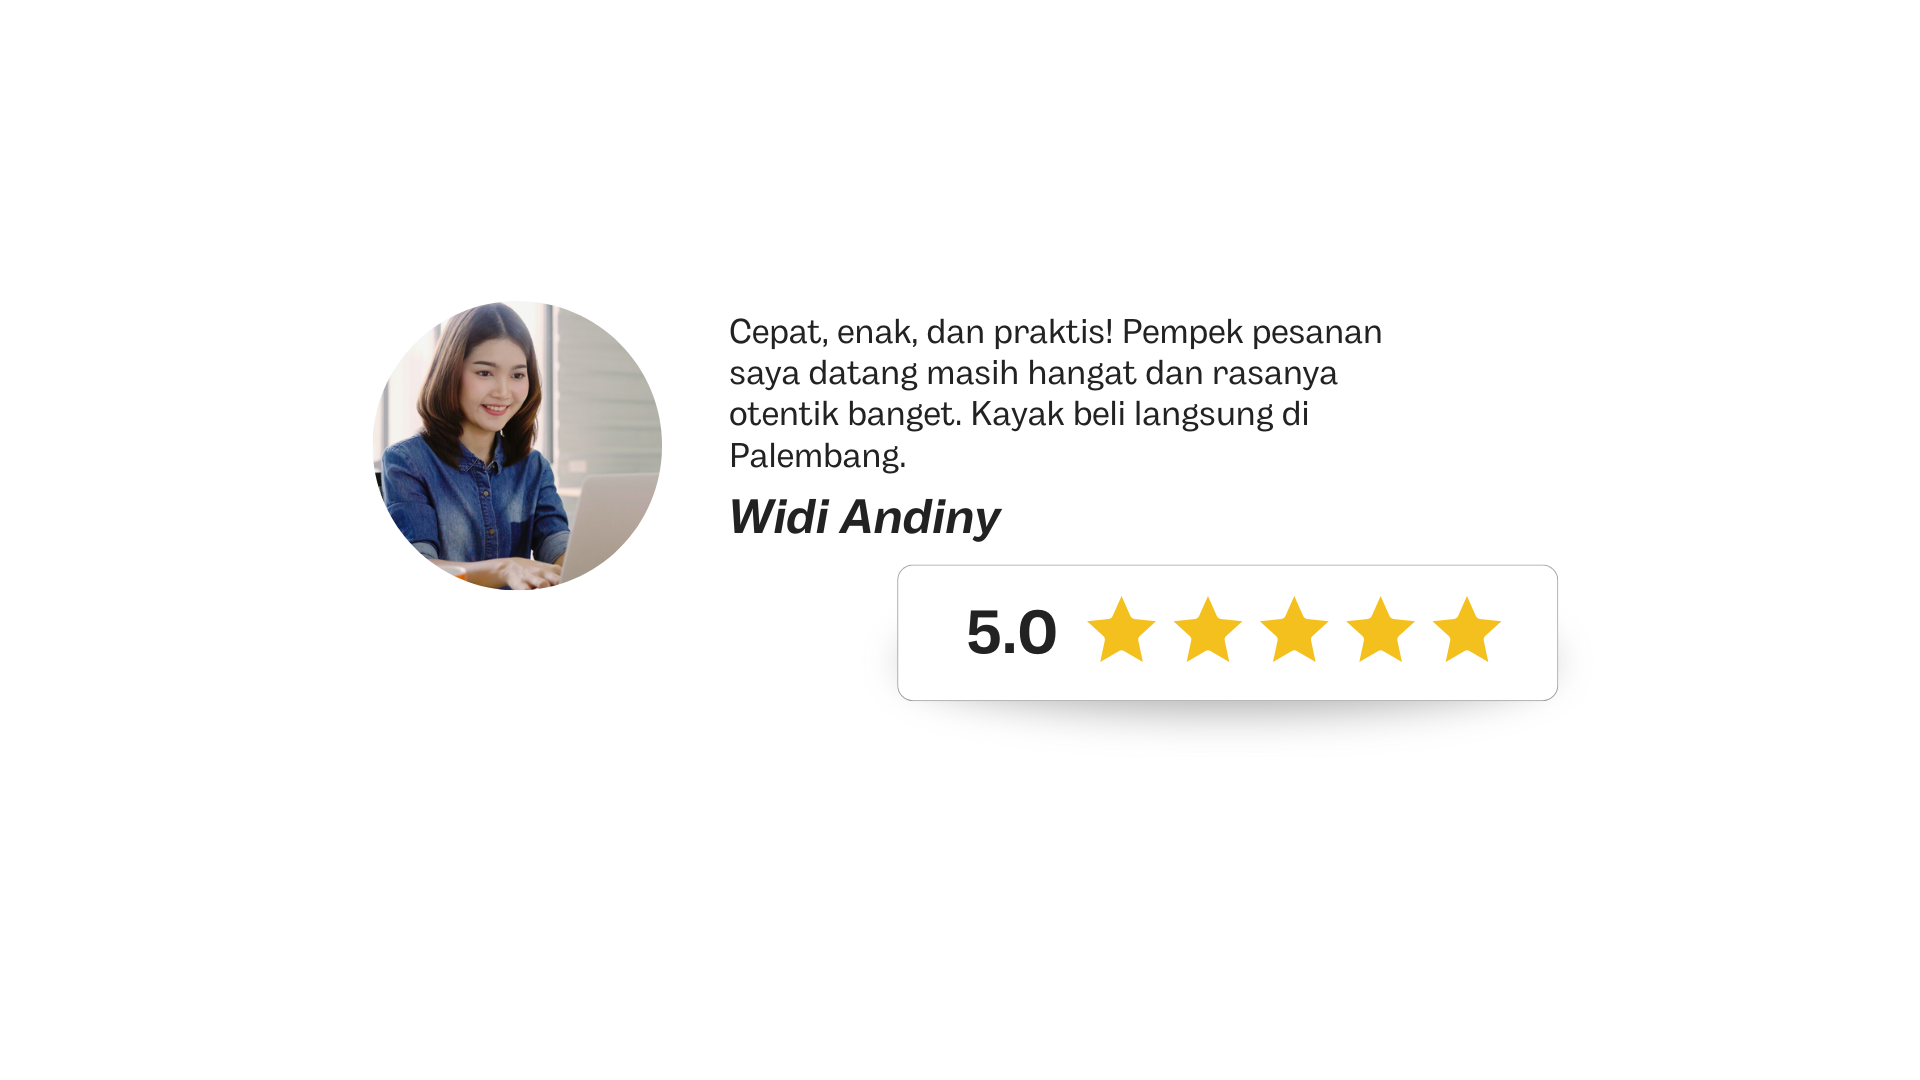 Cepat, enak, dan praktis! Pempek pesanan
saya datang masih hangat dan rasanya
otentik banget. Kayak beli langsung di
Palembang.
Widi Andiny
5.0